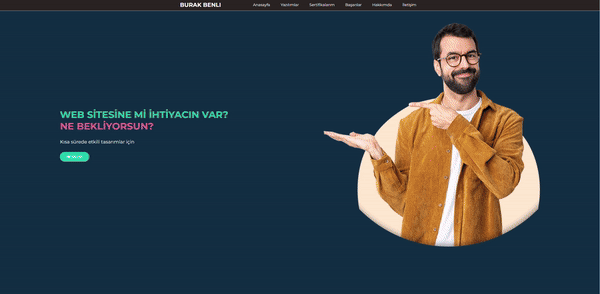 BURAK BENLI
Anasayfa Yazılımlar Sertifikalarım Başarılar Hakkımda İletişim
WEB SİTESİNE Mİ İHTİYACIN VAR?
NE BEKLİYORSUN?
Kısa sürede etkili tasarımlar için